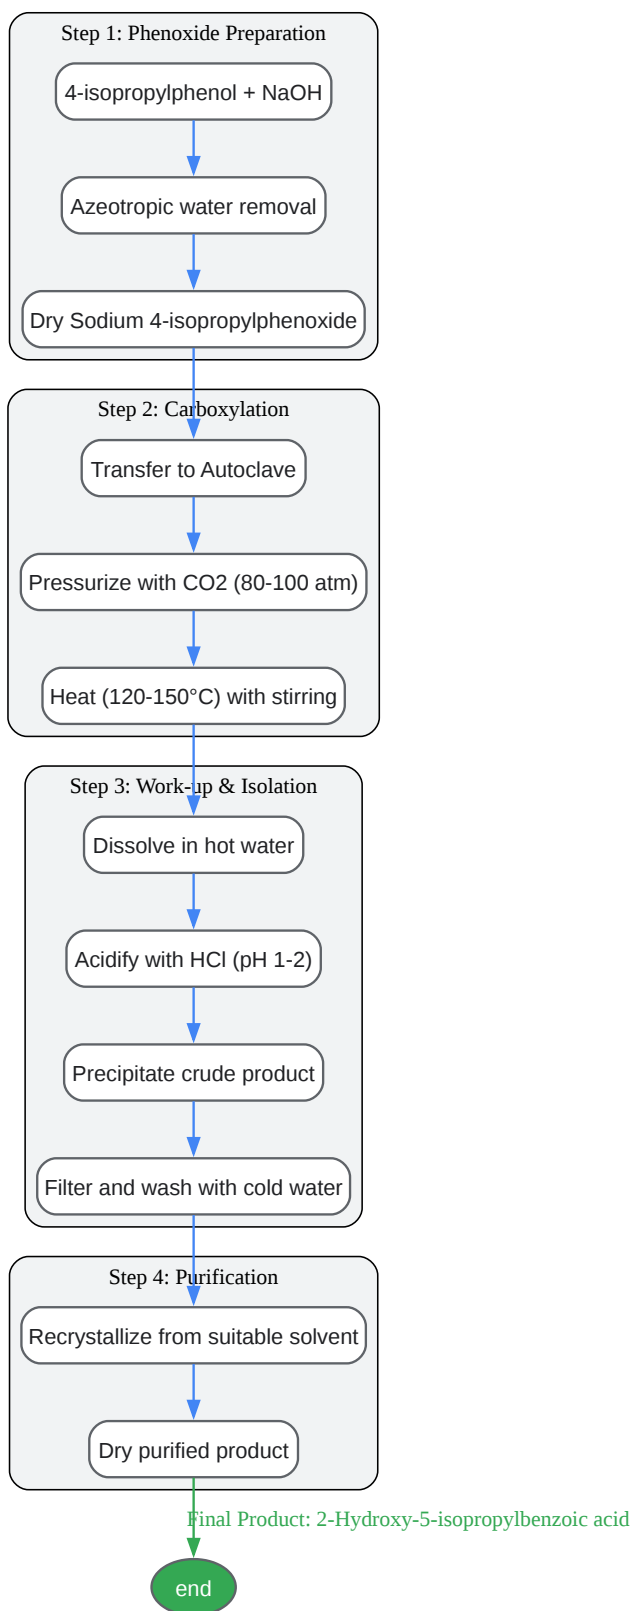 Step 1: Phenoxide Preparation
4-isopropylphenol + NaOH
Azeotropic water removal
Dry Sodium 4-isopropylphenoxide
Step 2: Carboxylation
Transfer to Autoclave
Pressurize with CO2 (80-100 atm)
Heat (120-150°C) with stirring
Step 3: Work-up & Isolation
Dissolve in hot water
Acidify with HCl (pH 1-2)
Precipitate crude product
Filter and wash with cold water
Step 4: Purification
Recrystallize from suitable solvent
Dry purified product
Final Product: 2-Hydroxy-5-isopropylbenzoic acid
end